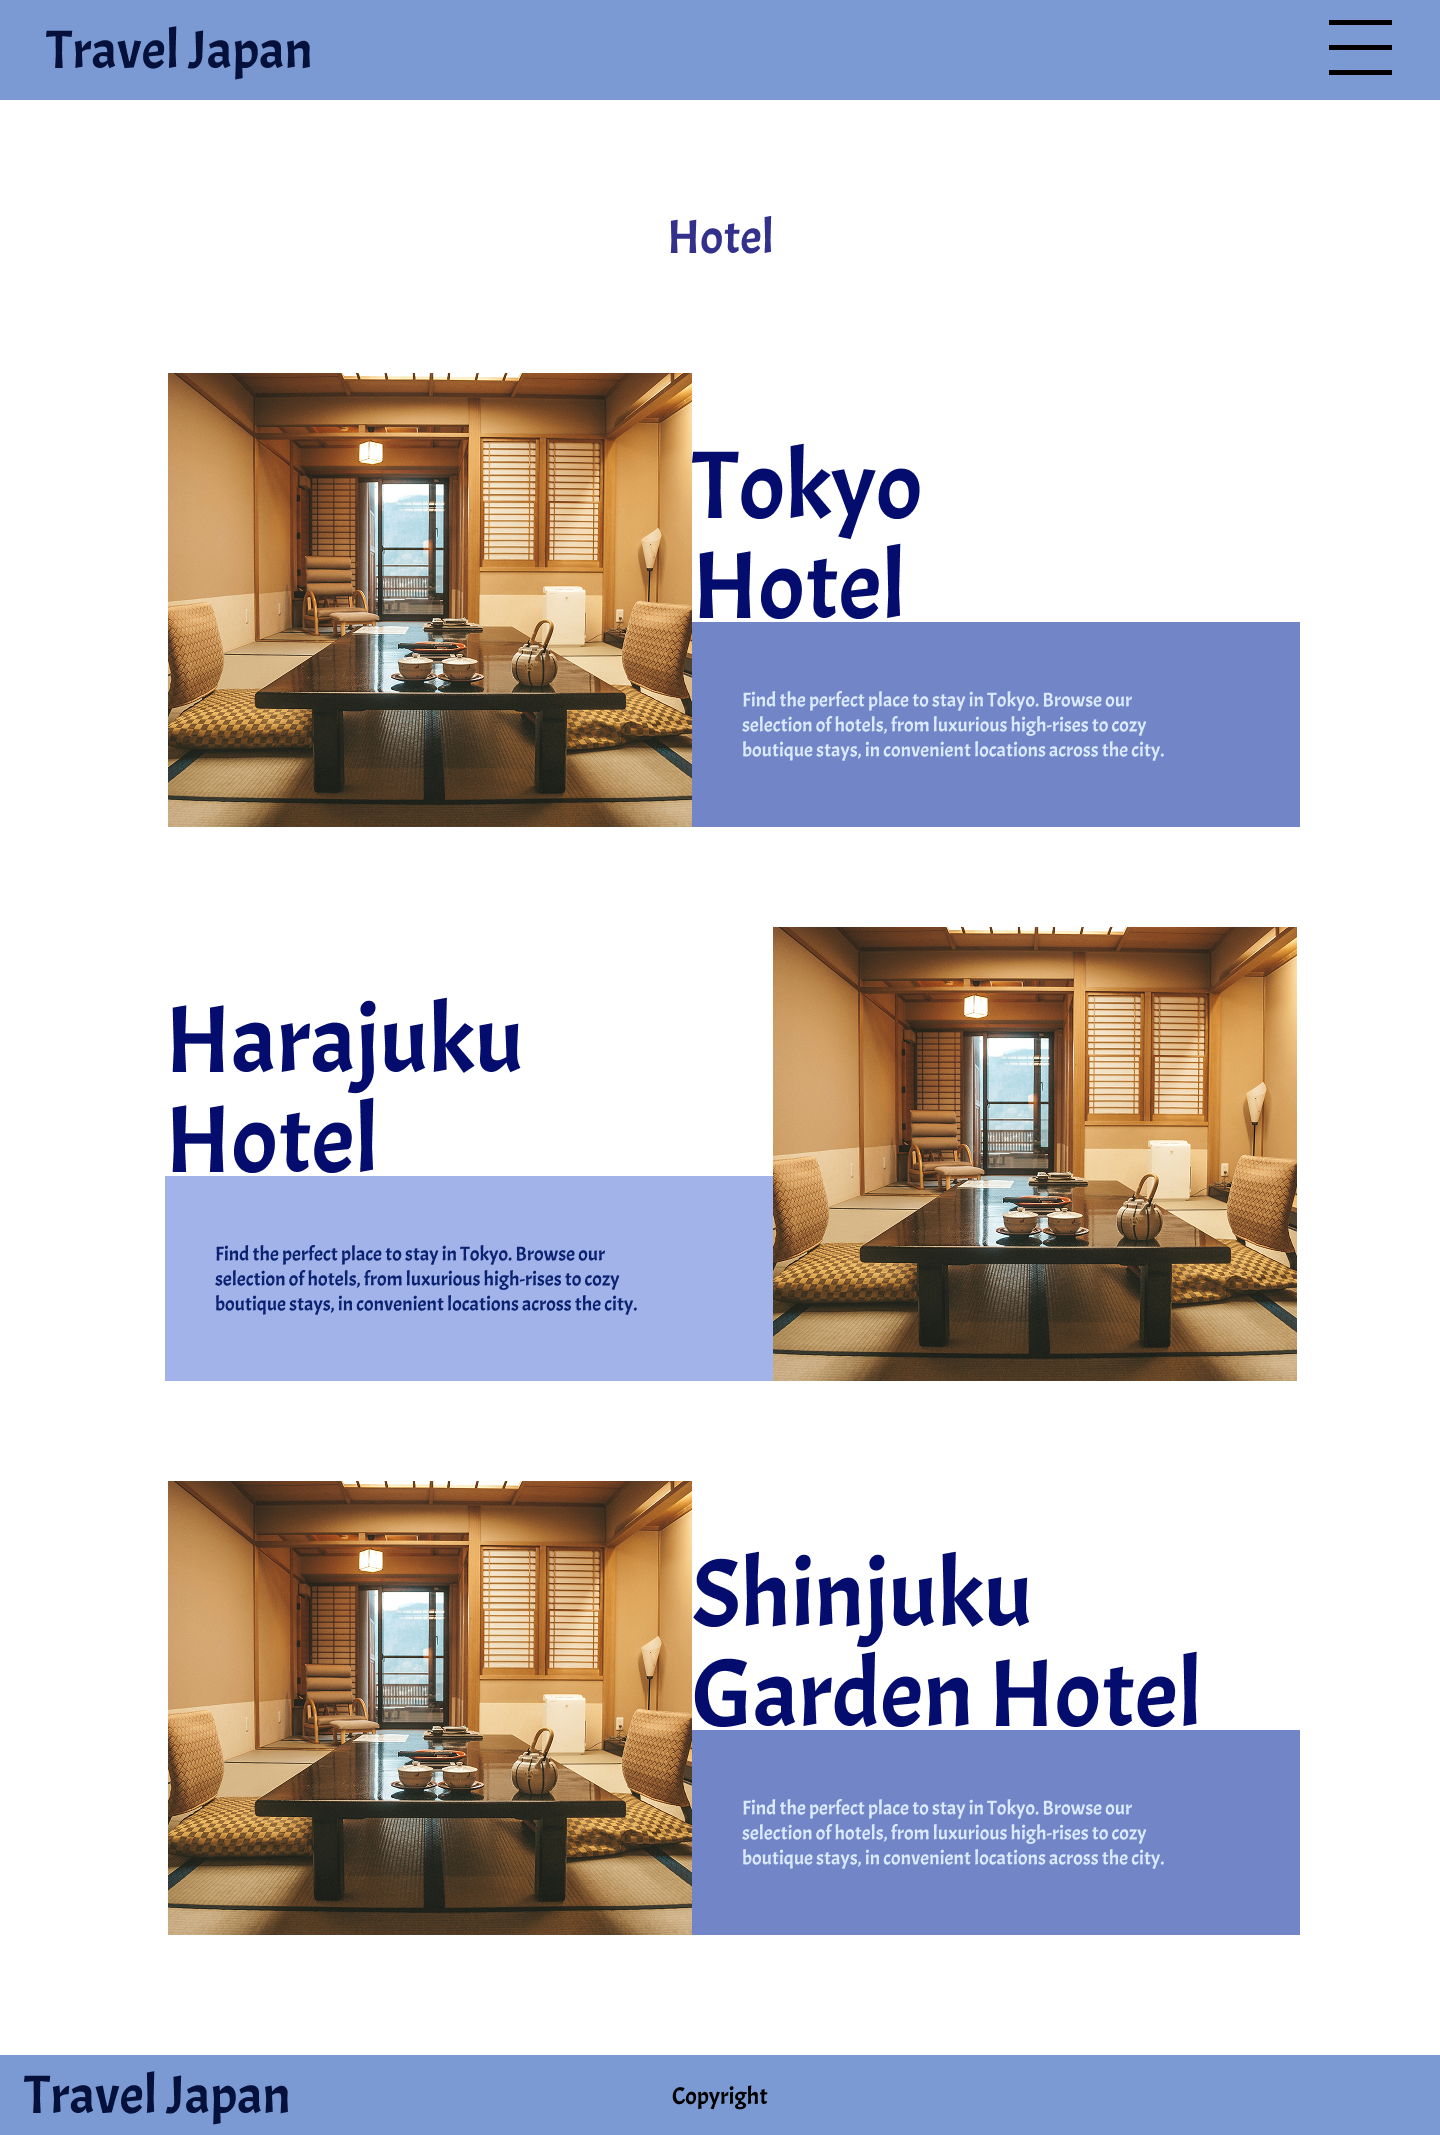 Travel Japan
Hotel
Tokyo
Hotel
Find the perfect place to stay in Tokyo. Browse our
selection of hotels, from luxurious high-rises to cozy
boutique stays, in convenient locations across the city.
Harajuku
Hotel
Find the perfect place to stay in Tokyo. Browse our
selection of hotels, from luxurious high-rises to cozy
boutique stays, in convenient locations across the city.
Shinjuku
Garden Hotel
Find the perfect place to stay in Tokyo. Browse our
selection of hotels, from luxurious high-rises to cozy
boutique stays, in convenient locations across the city.
Travel Japan
Copyright